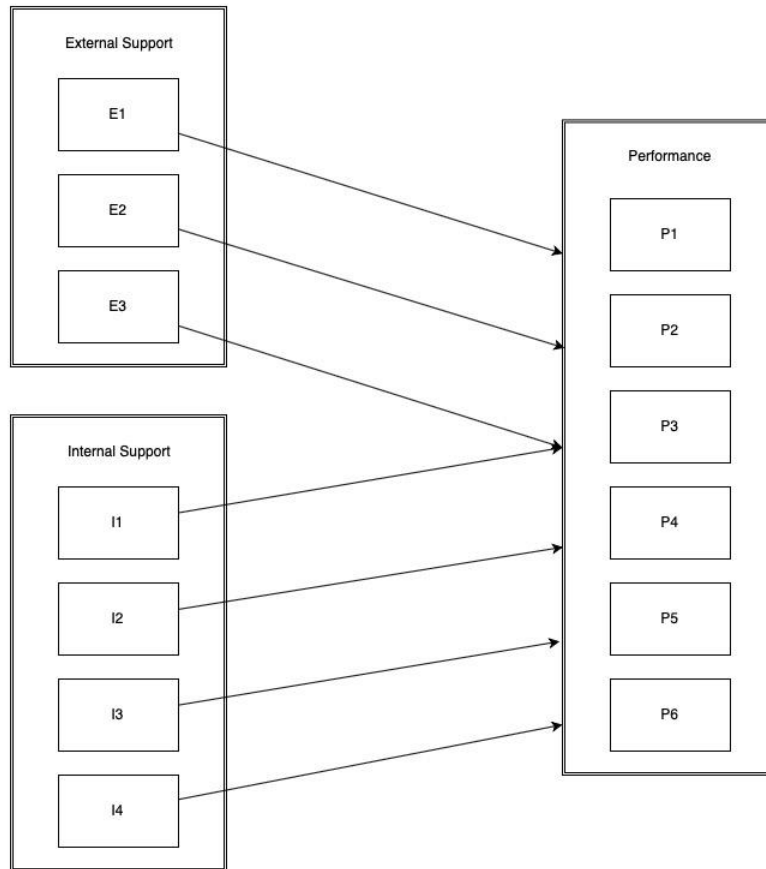 External Support
E1
E2
E3
Internal Support
I1
I2
I3
I4
Performance
P1
P2
P3
P4
P5
P6